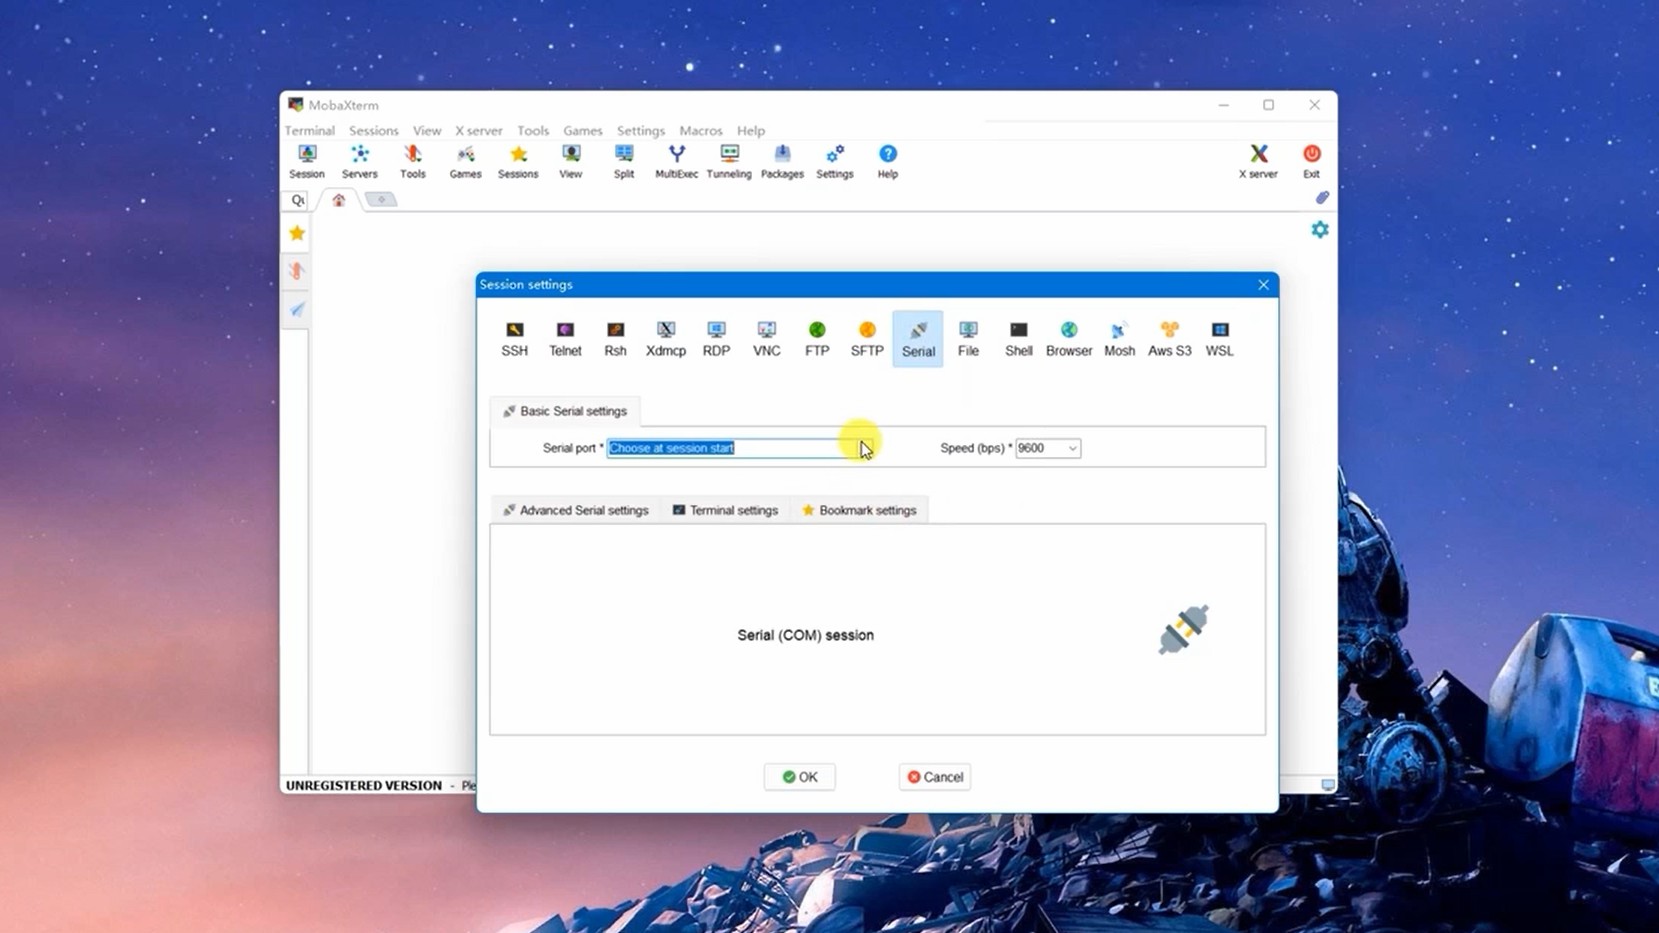 MobaXterm
Terminal Sessions View X server Tools Games Settings Macros Help
Session Servers Tools Games Sessions View Split MultiExec Tunneling Packages Settings Help X server Exit
Session settings
SSH Telnet Rsh Xdmcp RDP VNC FTP SFTP Serial File Shell Browser Mosh Aws S3 WSL
Basic Serial settings
Serial port * Choose at session start Speed (bps) * 9600
Advanced Serial settings Terminal settings Bookmark settings
Serial (COM) session
OK Cancel
UNREGISTERED VERSION -